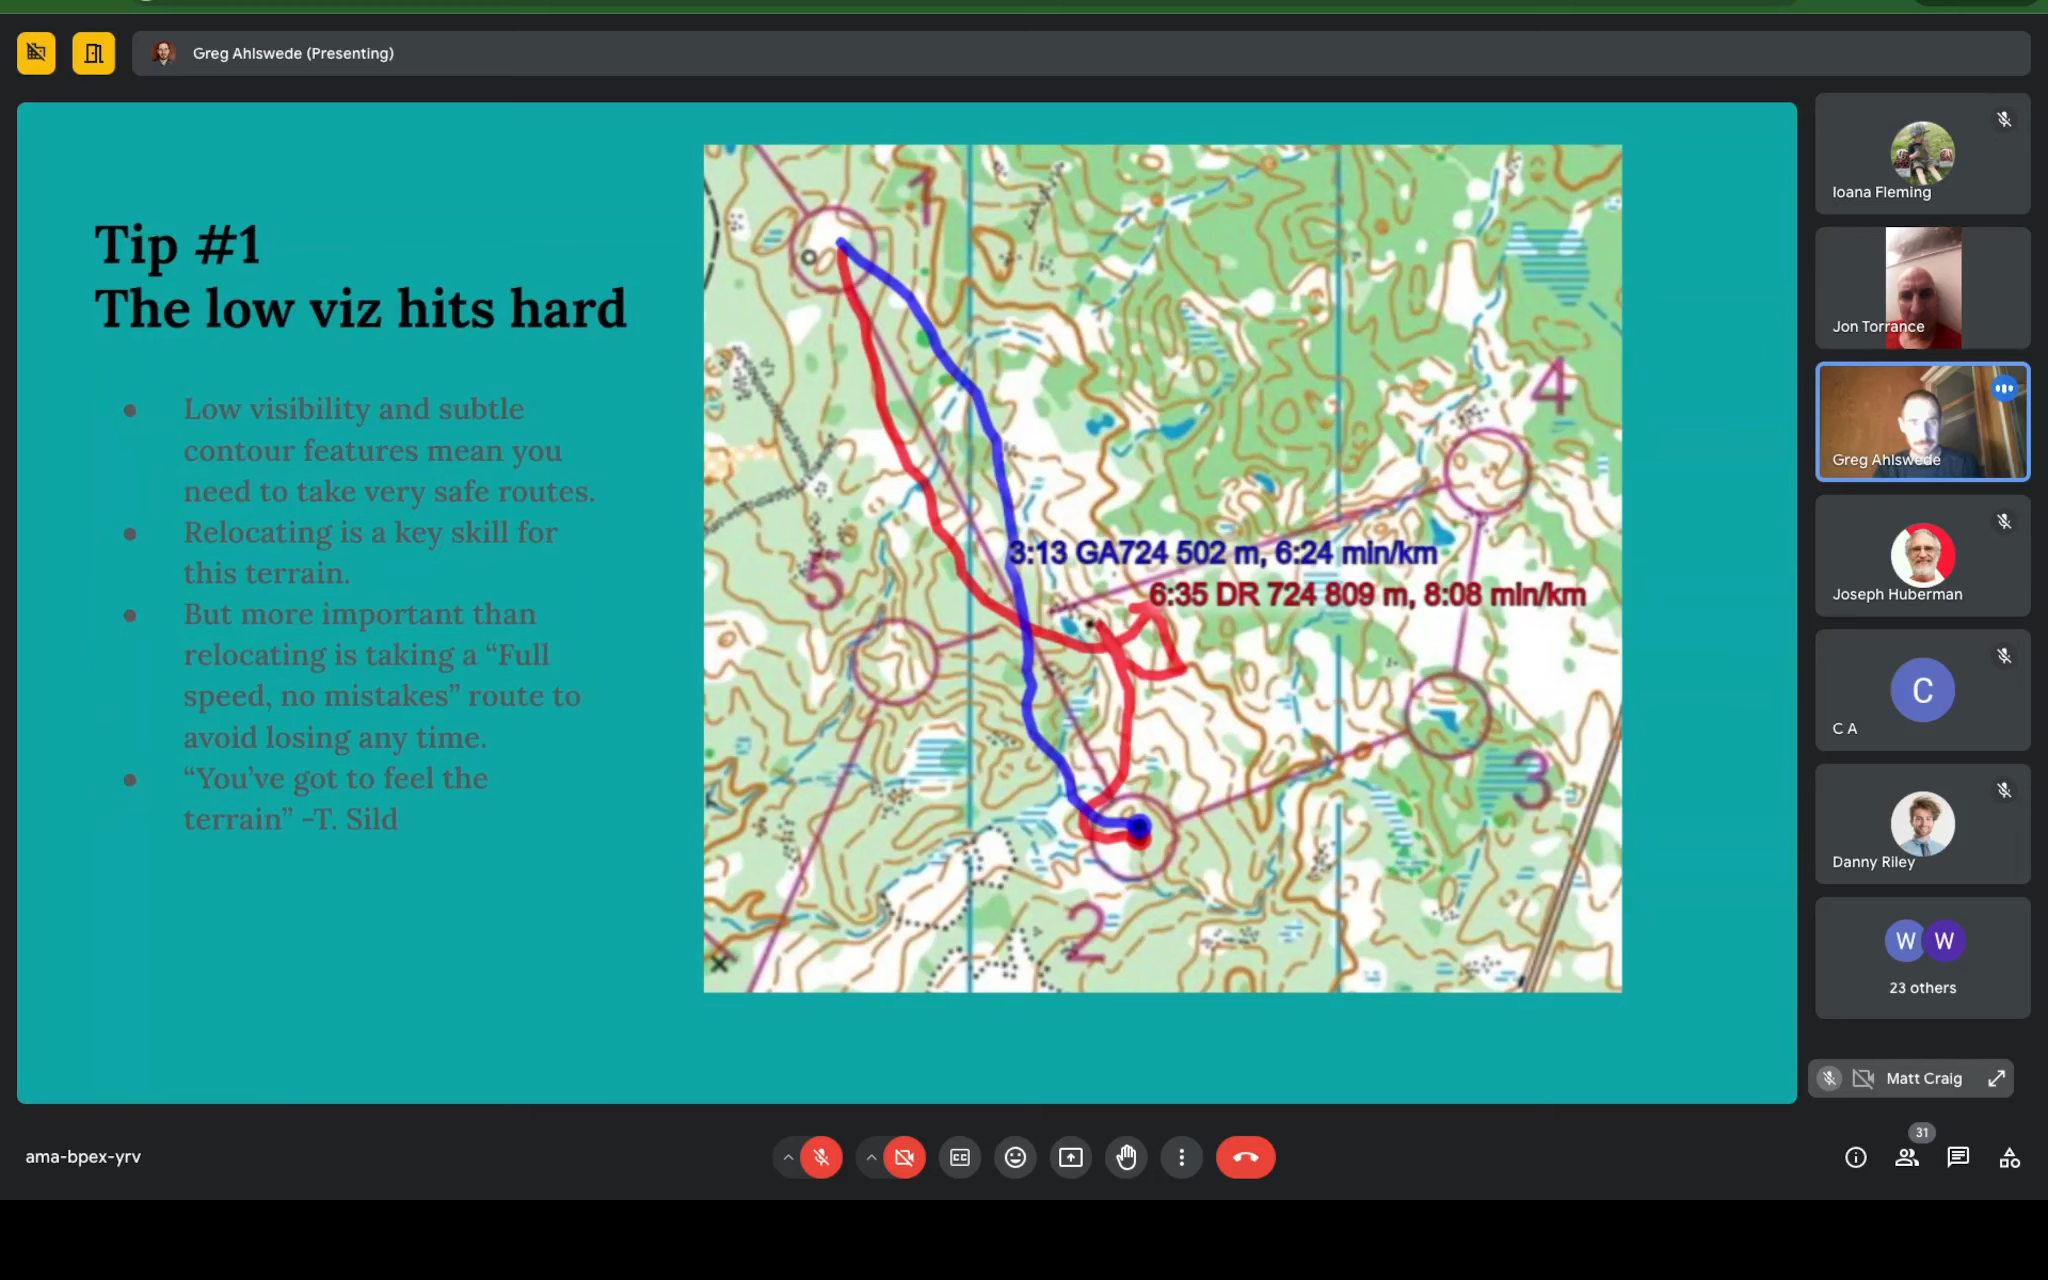 Greg Ahlswede (Presenting)
Tip #1
The low viz hits hard
● Low visibility and subtle
contour features mean you
need to take very safe routes.
● Relocating is a key skill for
this terrain.
● But more important than
relocating is taking a “Full
speed, no mistakes” route to
avoid losing any time.
● “You’ve got to feel the
terrain” -T. Sild
1
4
3:13 GA724 502 m, 6:24 min/km
5
6:35 DR 724 809 m, 8:08 min/km
3
2
Ioana Fleming
Jon Torrance
Greg Ahlswede
Joseph Huberman
C
C A
Danny Riley
W W
23 others
Matt Craig
ama-bpex-yrv
CC
31